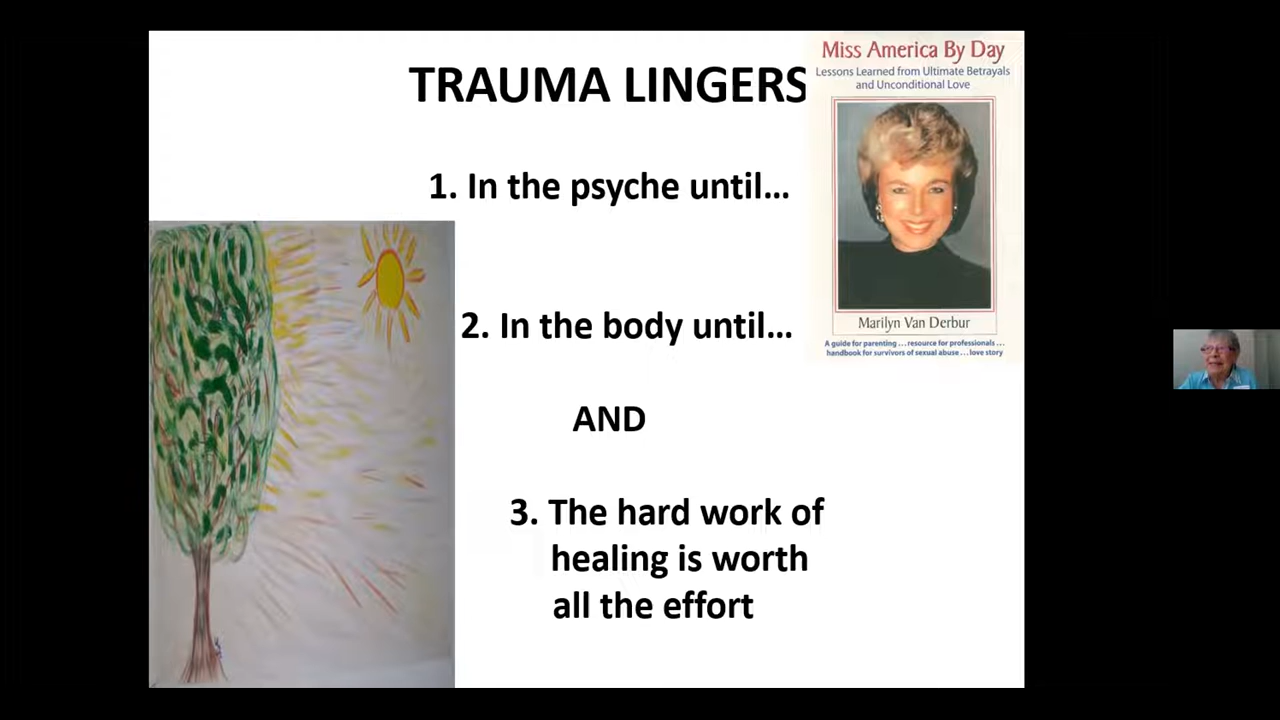 TRAUMA LINGERS
1. In the psyche until...
2. In the body until...
AND
3. The hard work of
healing is worth
all the effort
Miss America By Day
Lessons Learned from Ultimate Betrayals
and Unconditional Love
Marilyn Van Derbur
A guide for parenting...resource for professionals...
handbook for survivors of sexual abuse...love story